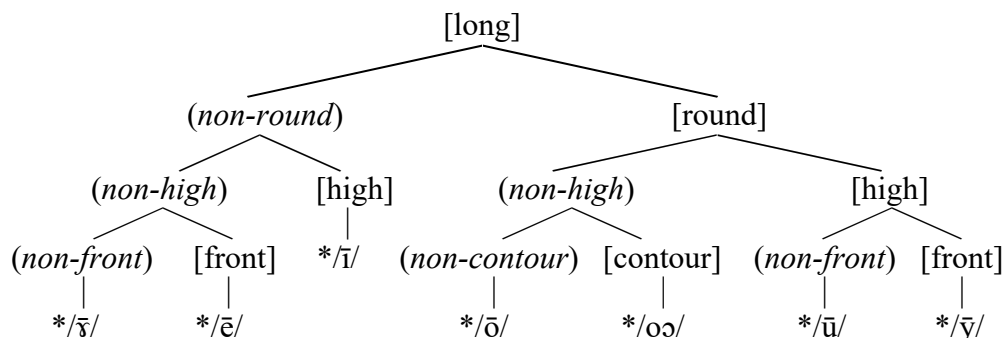 [long]
(non-round) [round]
(non-high) [high] (non-high) [high]
(non-front) [front] */ī/ (non-contour) [contour] (non-front) [front]
*/ɤ̄/ */ē/ */ō/ */oɔ/ */ū/ */ȳ/